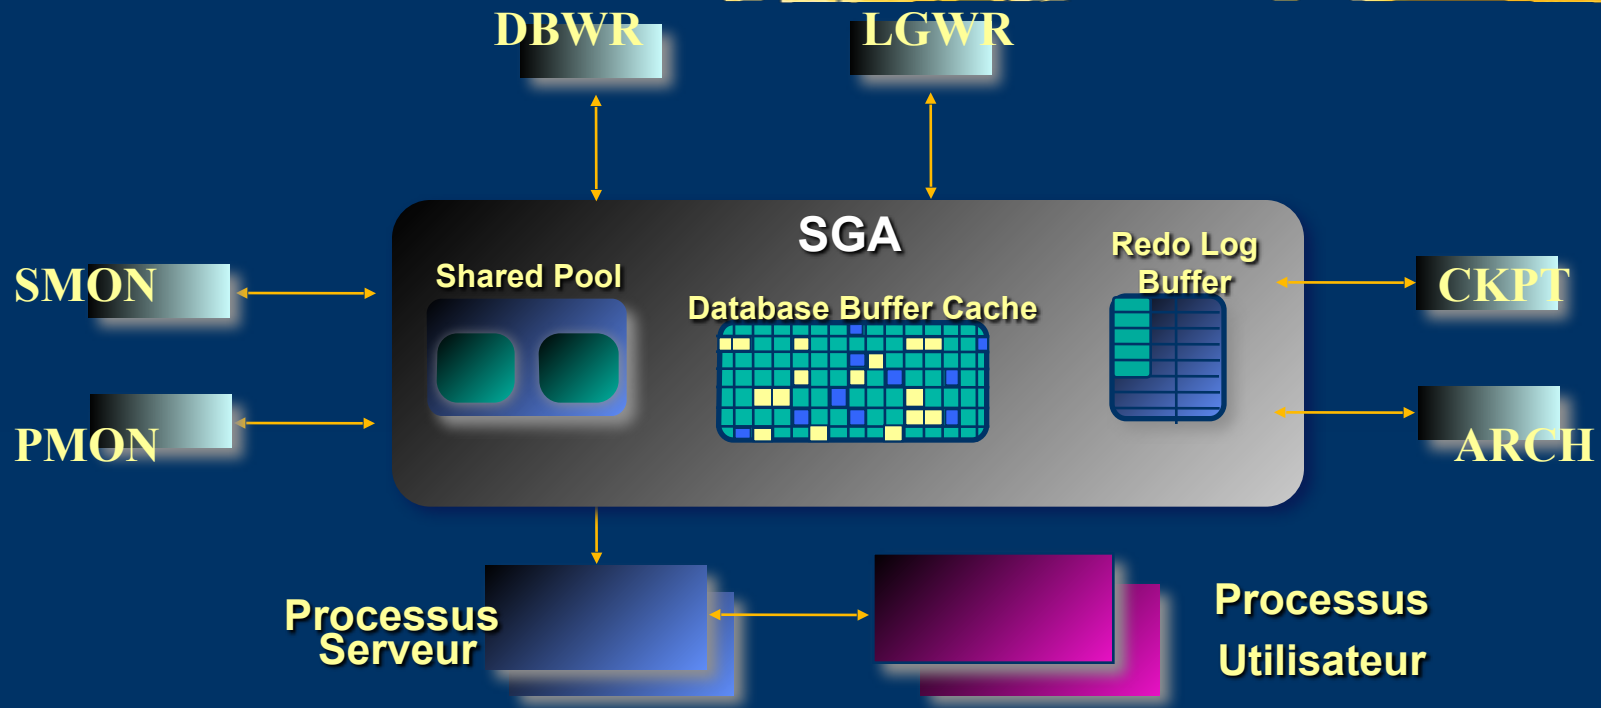 DBWR
LGWR
SGA
Redo Log
Buffer
Shared Pool
SMON
CKPT
Database Buffer Cache
PMON
ARCH
Processus
Serveur
Processus
Utilisateur